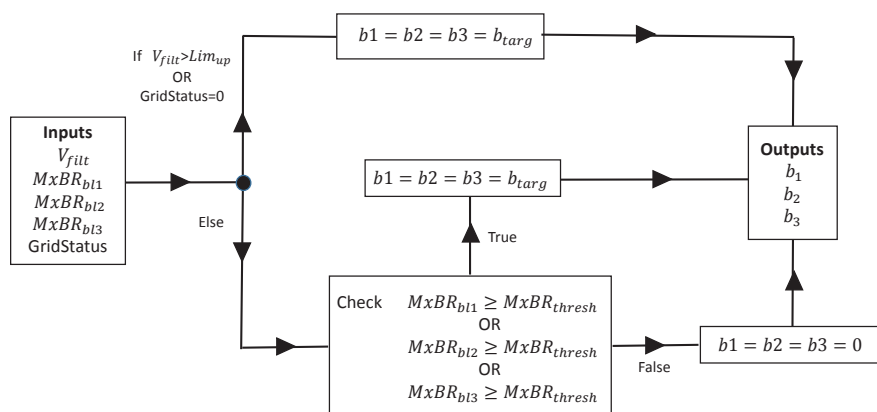 b1 = b2 = b3 = b_targ
If V_filt>Lim_up
OR
GridStatus=0
Inputs
V_filt
MxBR_bl1
MxBR_bl2
MxBR_bl3
GridStatus
Outputs
b_1
b_2
b_3
b1 = b2 = b3 = b_targ
Else
True
Check MxBR_bl1 ≥ MxBR_thresh
OR
MxBR_bl2 ≥ MxBR_thresh
OR
MxBR_bl3 ≥ MxBR_thresh
False
b1 = b2 = b3 = 0